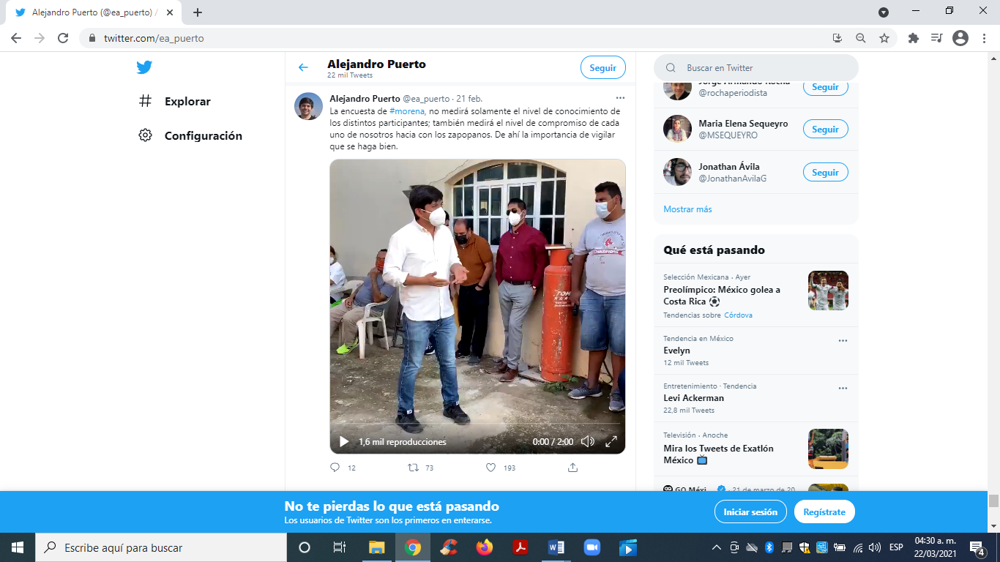 Alejandro Puerto (@ea_puerto) /
twitter.com/ea_puerto
Explorar
Configuración
Alejandro Puerto
22 mil Tweets
Seguir
Alejandro Puerto @ea_puerto · 21 feb.
La encuesta de #morena, no medirá solamente el nivel de conocimiento de
los distintos participantes; también medirá el nivel de compromiso de cada
uno de nosotros hacia con los zapopanos. De ahí la importancia de vigilar
que se haga bien.
1,6 mil reproducciones
0:00 / 2:00
12
73
193
Buscar en Twitter
Jorge Armando Rocha
@rochaperiodista
Seguir
Maria Elena Sequeyro
@MSEQUEYRO
Seguir
Jonathan Ávila
@JonathanAvilaG
Seguir
Mostrar más
Qué está pasando
Selección Mexicana · Ayer
Preolímpico: México golea a
Costa Rica
Tendencias sobre Córdova
Tendencia en México
Evelyn
12 mil Tweets
Entretenimiento · Tendencia
Levi Ackerman
22,8 mil Tweets
Televisión · Anoche
Mira los Tweets de Exatlón
México
21 de marzo de 20
No te pierdas lo que está pasando
Los usuarios de Twitter son los primeros en enterarse.
Iniciar sesión
Regístrate
Escribe aquí para buscar
ESP
04:30 a. m.
22/03/2021
4